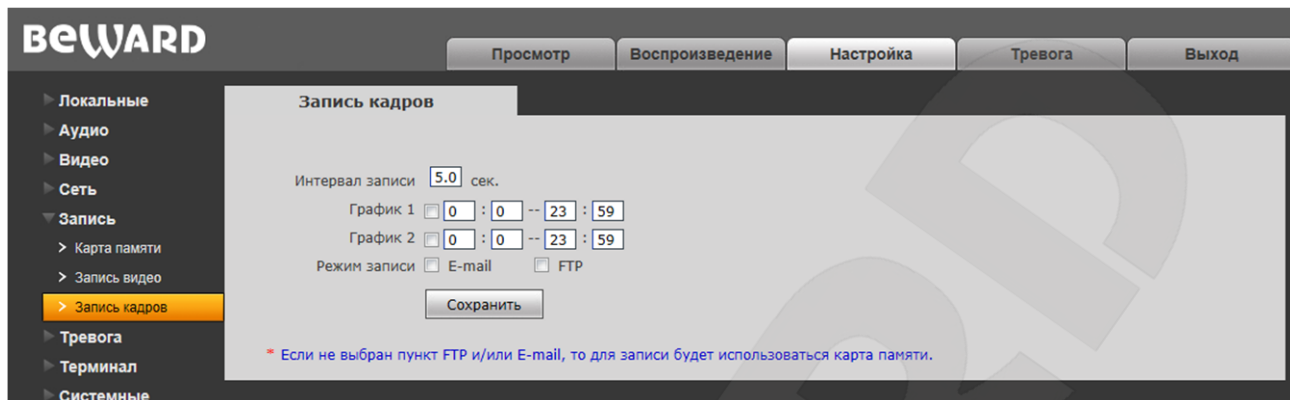 BEWARD
Просмотр Воспроизведение Настройка Тревога Выход
Локальные
Аудио
Видео
Сеть
Запись
Карта памяти
Запись видео
Запись кадров
Тревога
Терминал
Системные
Запись кадров
Интервал записи 5.0 сек.
График 1 0 : 0 -- 23 : 59
График 2 0 : 0 -- 23 : 59
Режим записи E-mail FTP
Сохранить
* Если не выбран пункт FTP и/или E-mail, то для записи будет использоваться карта памяти.